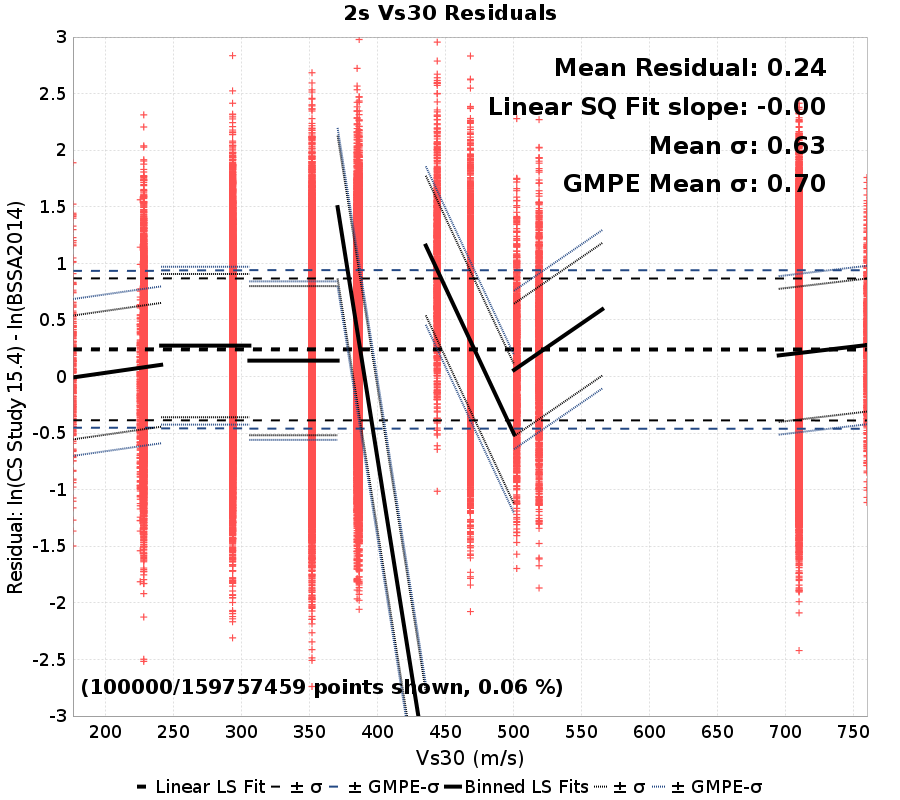 2s Vs30 Residuals
Mean Residual: 0.24
Linear SQ Fit slope: -0.00
Mean σ: 0.63
GMPE Mean σ: 0.70
Residual: ln(CS Study 15.4) - ln(BSSA2014)
3
2.5
2
1.5
1
0.5
0
-0.5
-1
-1.5
-2
-2.5
-3
(100000/159757459 points shown, 0.06 %)
200 250 300 350 400 450 500 550 600 650 700 750
Vs30 (m/s)
Linear LS Fit ± σ ± GMPE-σ Binned LS Fits ± σ ± GMPE-σ